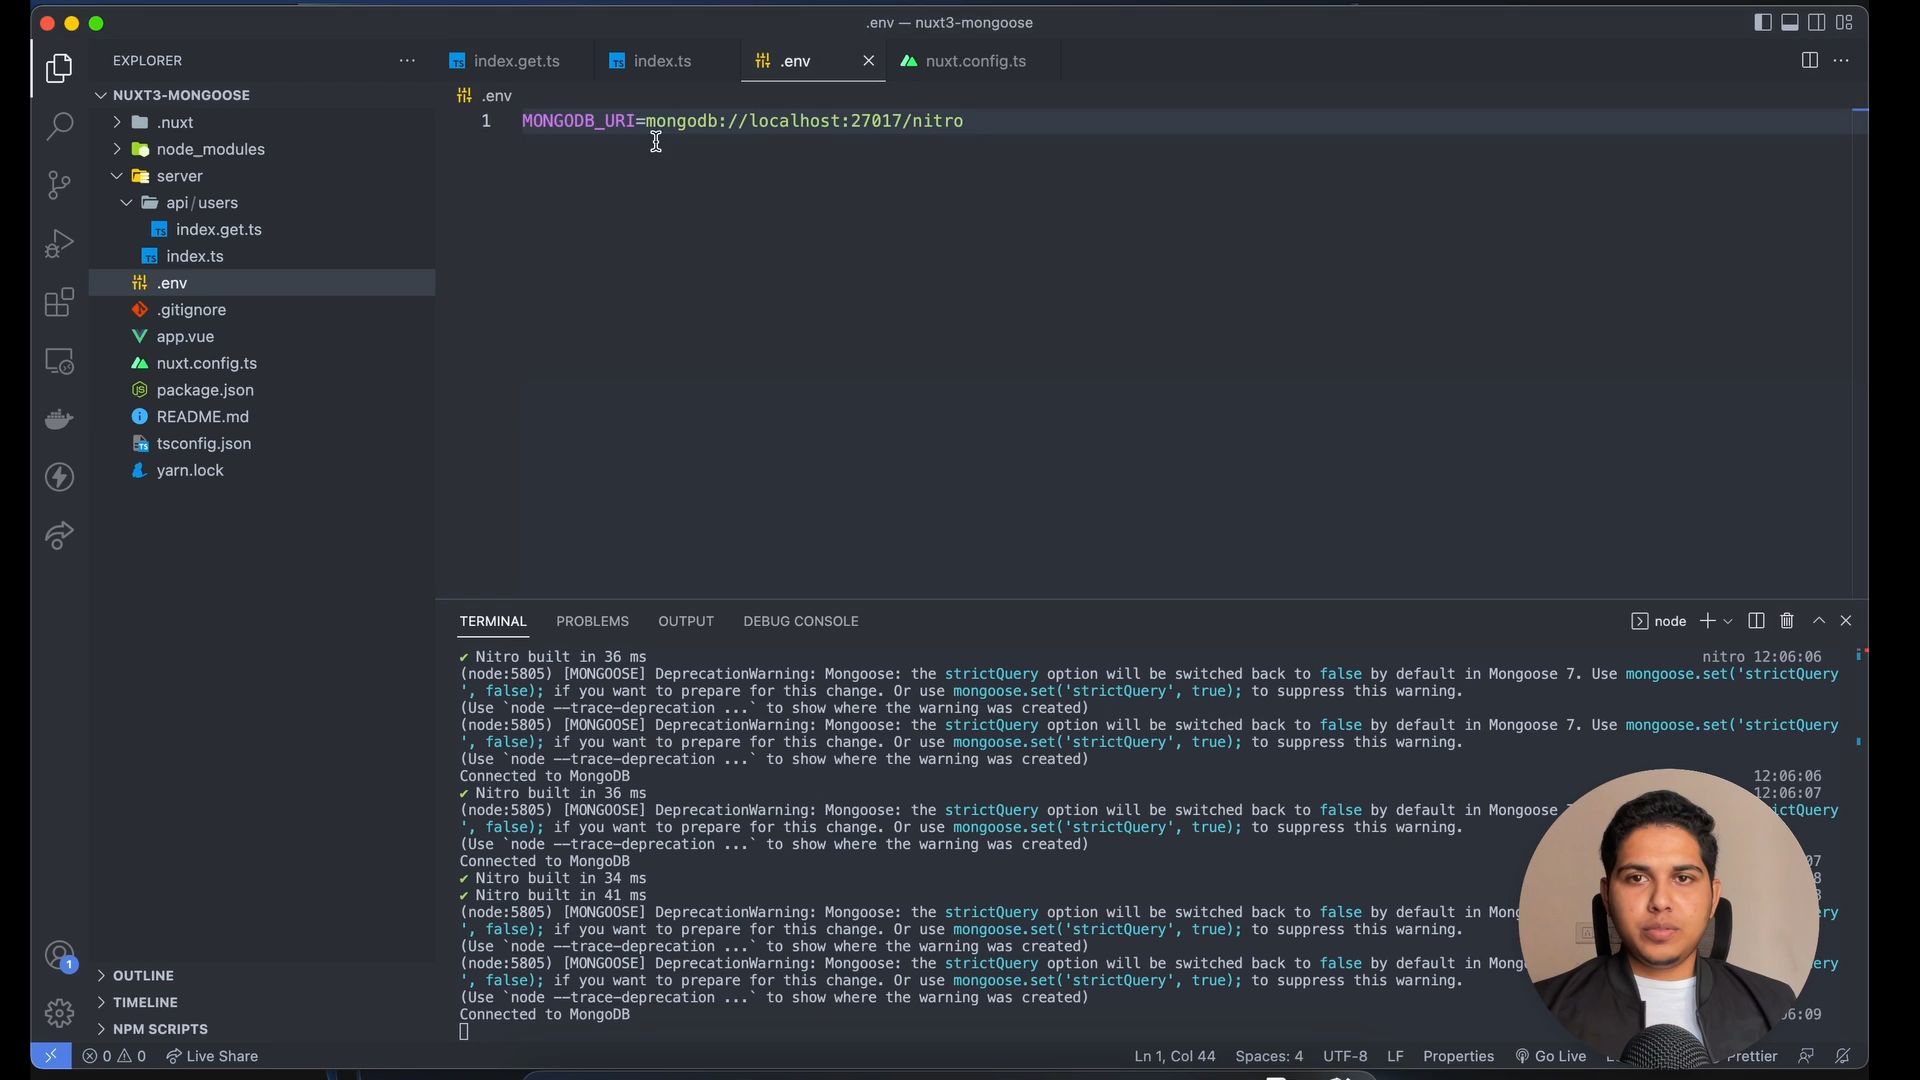 .env — nuxt3-mongoose
EXPLORER
index.get.ts
index.ts
.env
nuxt.config.ts
NUXT3-MONGOOSE
.nuxt
node_modules
server
api/users
index.get.ts
index.ts
.env
.gitignore
app.vue
nuxt.config.ts
package.json
README.md
tsconfig.json
yarn.lock
OUTLINE
TIMELINE
NPM SCRIPTS
.env
1 MONGODB_URI=mongodb://localhost:27017/nitro
TERMINAL PROBLEMS OUTPUT DEBUG CONSOLE
node
✔ Nitro built in 36 ms nitro 12:06:06
(node:5805) [MONGOOSE] DeprecationWarning: Mongoose: the strictQuery option will be switched back to false by default in Mongoose 7. Use mongoose.set('strictQuery
', false); if you want to prepare for this change. Or use mongoose.set('strictQuery', true); to suppress this warning.
(Use `node --trace-deprecation ...` to show where the warning was created)
(node:5805) [MONGOOSE] DeprecationWarning: Mongoose: the strictQuery option will be switched back to false by default in Mongoose 7. Use mongoose.set('strictQuery
', false); if you want to prepare for this change. Or use mongoose.set('strictQuery', true); to suppress this warning.
(Use `node --trace-deprecation ...` to show where the warning was created)
Connected to MongoDB 12:06:06
✔ Nitro built in 36 ms 12:06:07
(node:5805) [MONGOOSE] DeprecationWarning: Mongoose: the strictQuery option will be switched back to false by default in Mongoose
', false); if you want to prepare for this change. Or use mongoose.set('strictQuery', true); to suppress this warning.
(Use `node --trace-deprecation ...` to show where the warning was created)
Connected to MongoDB
✔ Nitro built in 34 ms
✔ Nitro built in 41 ms
(node:5805) [MONGOOSE] DeprecationWarning: Mongoose: the strictQuery option will be switched back to false by default in Mong
', false); if you want to prepare for this change. Or use mongoose.set('strictQuery', true); to suppress this warning.
(Use `node --trace-deprecation ...` to show where the warning was created)
(node:5805) [MONGOOSE] DeprecationWarning: Mongoose: the strictQuery option will be switched back to false by default in Mong
', false); if you want to prepare for this change. Or use mongoose.set('strictQuery', true); to suppress this warning.
(Use `node --trace-deprecation ...` to show where the warning was created)
Connected to MongoDB 6:09
1
0 0 Live Share
Ln 1, Col 44 Spaces: 4 UTF-8 LF Properties Go Live Prettier